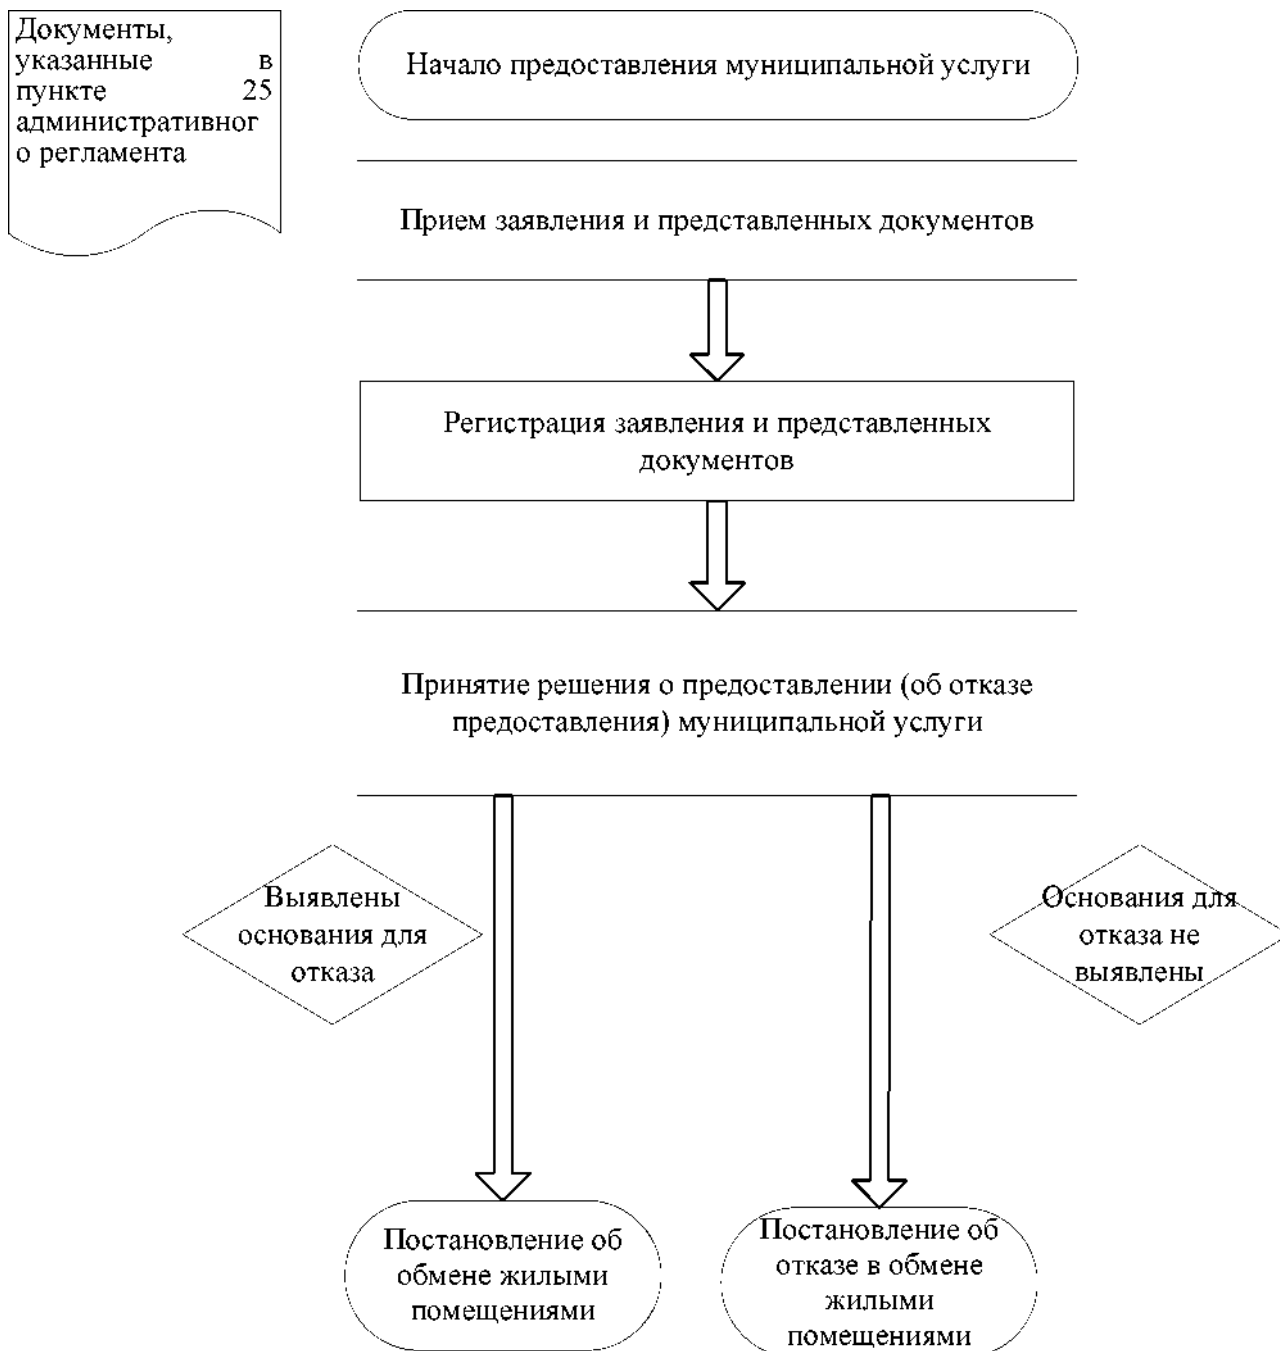 Документы,
указанные в
пункте 25
административног
о регламента
Начало предоставления муниципальной услуги
Прием заявления и представленных документов
Регистрация заявления и представленных
документов
Принятие решения о предоставлении (об отказе
предоставления) муниципальной услуги
Выявлены
основания для
отказа
Основания для
отказа не
выявлены
Постановление об
обмене жилыми
помещениями
Постановление об
отказе в обмене
жилыми
помещениями